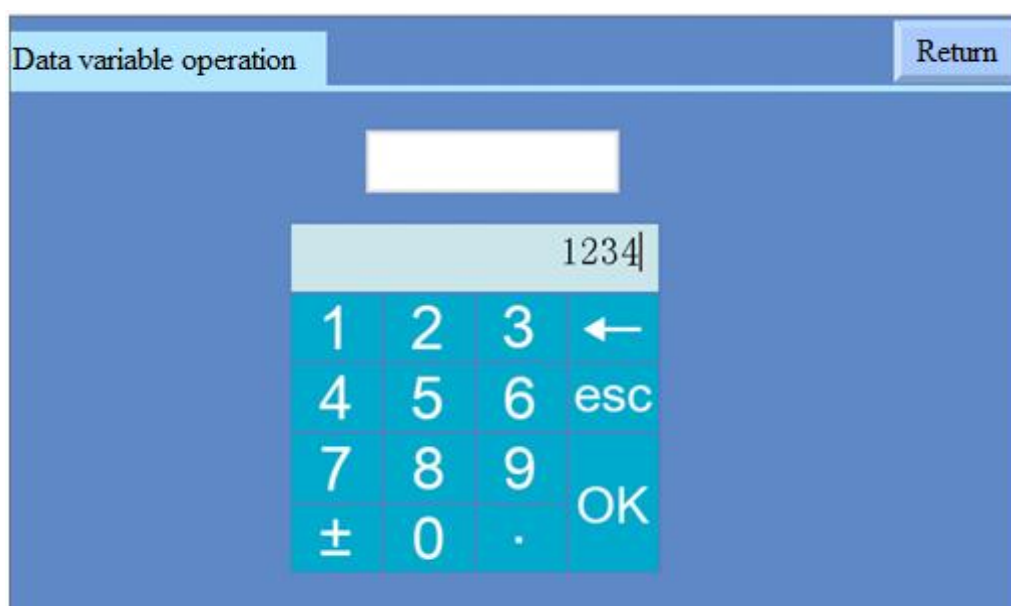 Data variable operation
Return
1234
1 2 3 ←
4 5 6 esc
7 8 9
OK
± 0 .